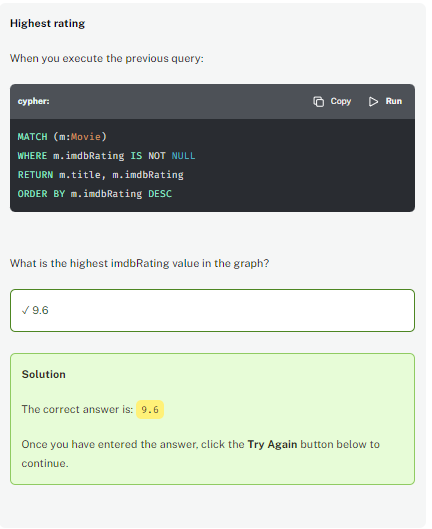 Highest rating
When you execute the previous query:
cypher: Copy Run
MATCH (m:Movie)
WHERE m.imdbRating IS NOT NULL
RETURN m.title, m.imdbRating
ORDER BY m.imdbRating DESC
What is the highest imdbRating value in the graph?
✓ 9.6
Solution
The correct answer is: 9.6
Once you have entered the answer, click the Try Again button below to
continue.